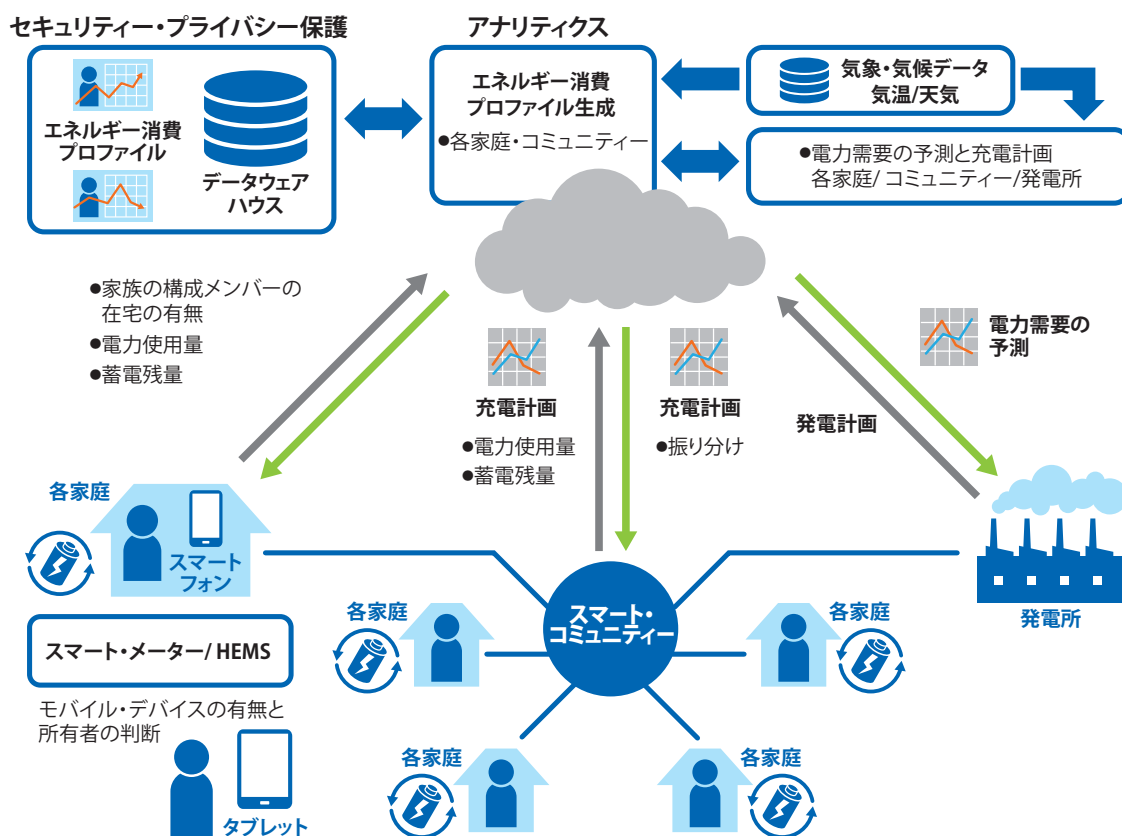 セキュリティー・プライバシー保護
エネルギー消費
プロファイル
データウェア
ハウス
アナリティクス
エネルギー消費
プロファイル生成
●各家庭・コミュニティー
気象・気候データ
気温/天気
●電力需要の予測と充電計画
各家庭/ コミュニティー/発電所
●家族の構成メンバーの
在宅の有無
●電力使用量
●蓄電残量
充電計画
●電力使用量
●蓄電残量
充電計画
●振り分け
発電計画
電力需要の
予測
各家庭
スマート
フォン
スマート・メーター/ HEMS
モバイル・デバイスの有無と
所有者の判断
タブレット
スマート・
コミュニティー
各家庭
各家庭
各家庭
各家庭
発電所